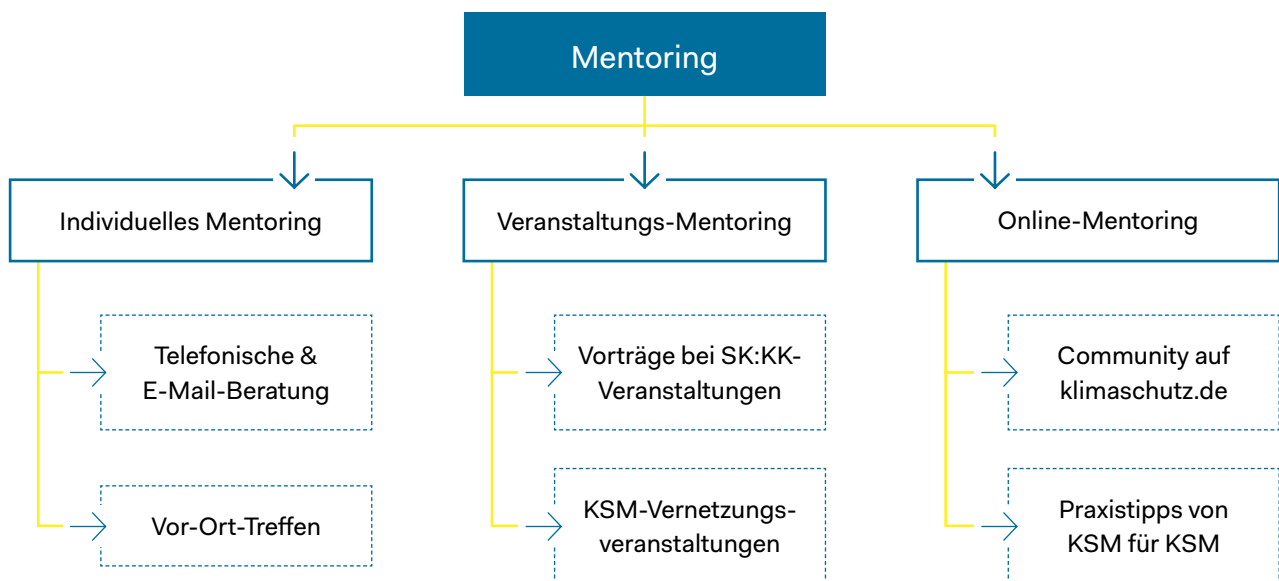 Mentoring
Individuelles Mentoring
Telefonische &
E-Mail-Beratung
Vor-Ort-Treffen
Veranstaltungs-Mentoring
Vorträge bei SK:KK-
Veranstaltungen
KSM-Vernetzungs-
veranstaltungen
Online-Mentoring
Community auf
klimaschutz.de
Praxistipps von
KSM für KSM